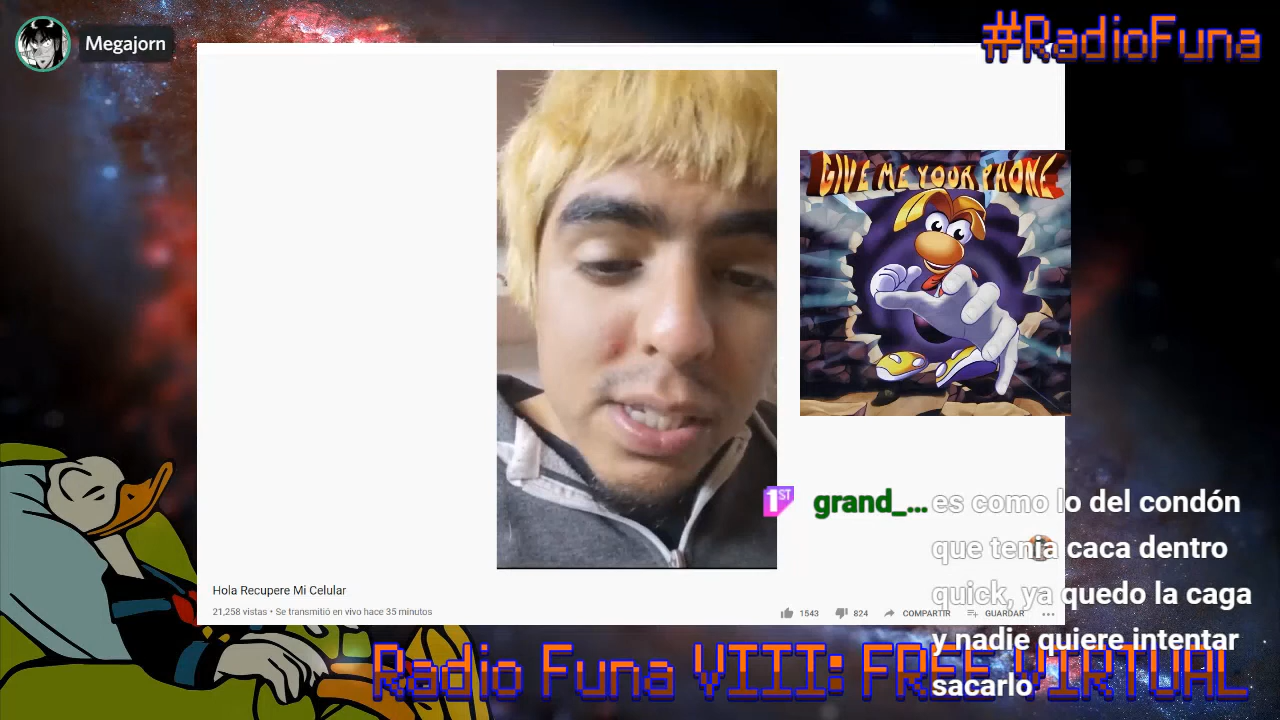 Megajorn
#RadioFuna
GIVE ME YOUR PHONE
1ST grand_... es como lo del condón
que tenia caca dentro
quick, ya quedo la caga
y nadie quiere intentar
sacarlo
Hola Recupere Mi Celular
21,258 vistas • Se transmitió en vivo hace 35 minutos
1543 824 COMPARTIR GUARDAR
Radio Funa VIII: FREE VIRTUAL